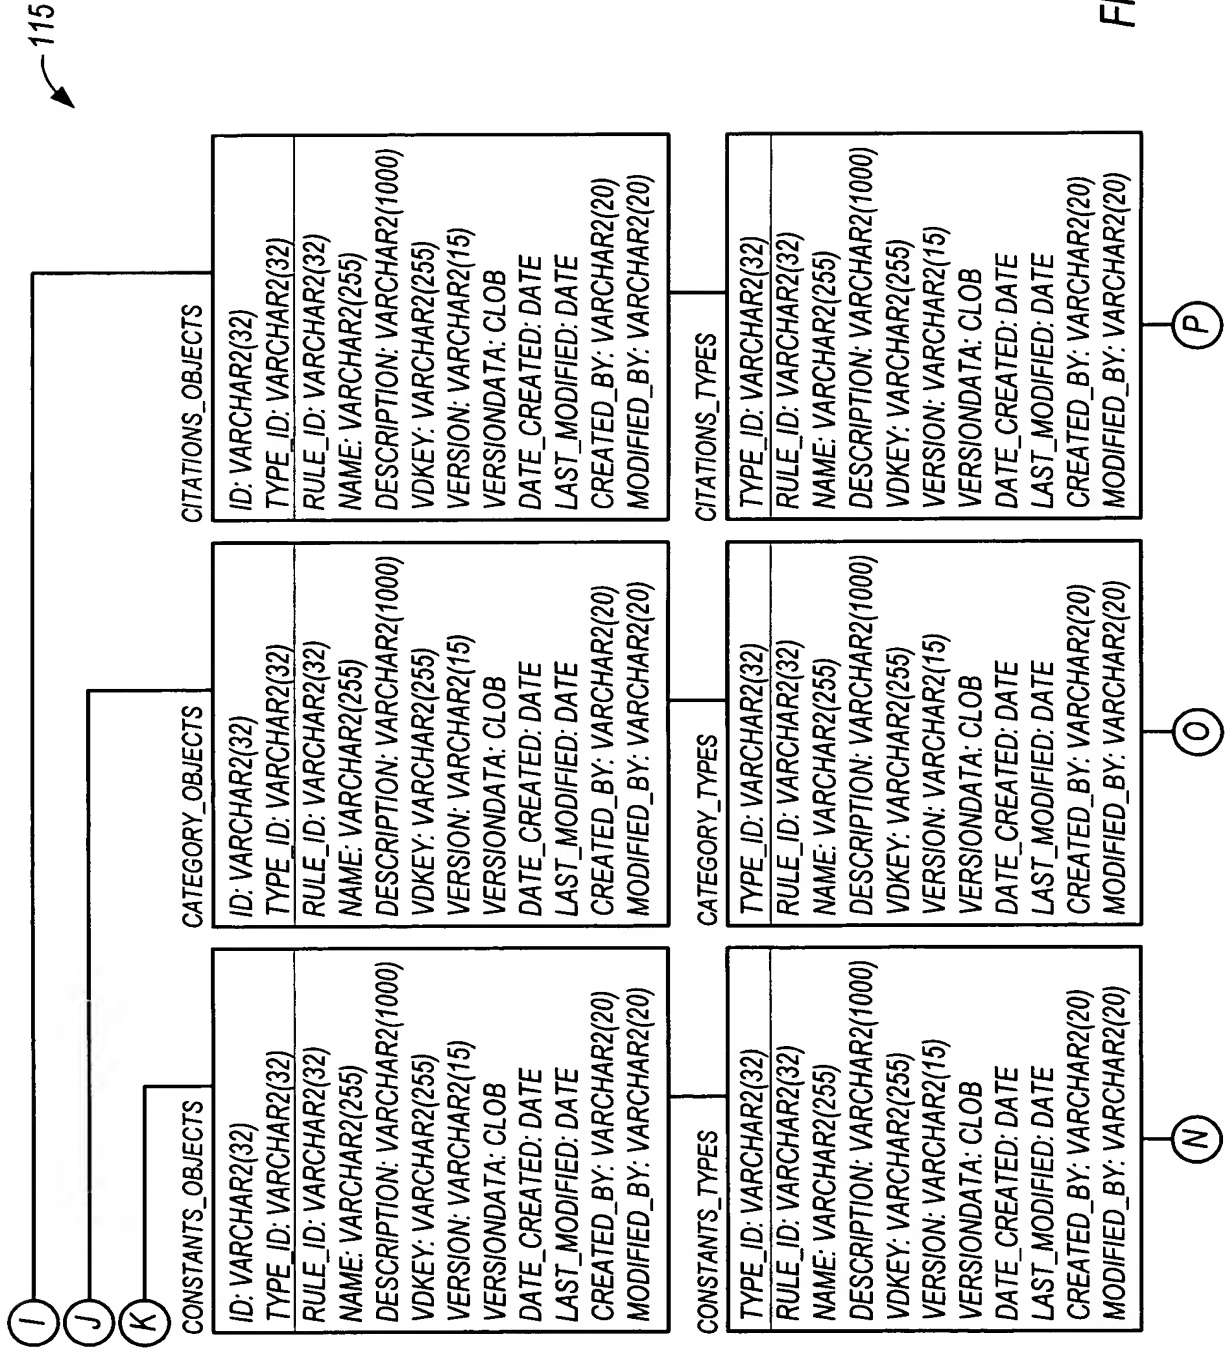 115
I
J
K
CONSTANTS_OBJECTS
ID: VARCHAR2(32)
TYPE_ID: VARCHAR2(32)
RULE_ID: VARCHAR2(32)
NAME: VARCHAR2(255)
DESCRIPTION: VARCHAR2(1000)
VDKEY: VARCHAR2(255)
VERSION: VARCHAR2(15)
VERSIONDATA: CLOB
DATE_CREATED: DATE
LAST_MODIFIED: DATE
CREATED_BY: VARCHAR2(20)
MODIFIED_BY: VARCHAR2(20)
CATEGORY_OBJECTS
ID: VARCHAR2(32)
TYPE_ID: VARCHAR2(32)
RULE_ID: VARCHAR2(32)
NAME: VARCHAR2(255)
DESCRIPTION: VARCHAR2(1000)
VDKEY: VARCHAR2(255)
VERSION: VARCHAR2(15)
VERSIONDATA: CLOB
DATE_CREATED: DATE
LAST_MODIFIED: DATE
CREATED_BY: VARCHAR2(20)
MODIFIED_BY: VARCHAR2(20)
CITATIONS_OBJECTS
ID: VARCHAR2(32)
TYPE_ID: VARCHAR2(32)
RULE_ID: VARCHAR2(32)
NAME: VARCHAR2(255)
DESCRIPTION: VARCHAR2(1000)
VDKEY: VARCHAR2(255)
VERSION: VARCHAR2(15)
VERSIONDATA: CLOB
DATE_CREATED: DATE
LAST_MODIFIED: DATE
CREATED_BY: VARCHAR2(20)
MODIFIED_BY: VARCHAR2(20)
CONSTANTS_TYPES
TYPE_ID: VARCHAR2(32)
RULE_ID: VARCHAR2(32)
NAME: VARCHAR2(255)
DESCRIPTION: VARCHAR2(1000)
VDKEY: VARCHAR2(255)
VERSION: VARCHAR2(15)
VERSIONDATA: CLOB
DATE_CREATED: DATE
LAST_MODIFIED: DATE
CREATED_BY: VARCHAR2(20)
MODIFIED_BY: VARCHAR2(20)
CATEGORY_TYPES
TYPE_ID: VARCHAR2(32)
RULE_ID: VARCHAR2(32)
NAME: VARCHAR2(255)
DESCRIPTION: VARCHAR2(1000)
VDKEY: VARCHAR2(255)
VERSION: VARCHAR2(15)
VERSIONDATA: CLOB
DATE_CREATED: DATE
LAST_MODIFIED: DATE
CREATED_BY: VARCHAR2(20)
MODIFIED_BY: VARCHAR2(20)
CITATIONS_TYPES
TYPE_ID: VARCHAR2(32)
RULE_ID: VARCHAR2(32)
NAME: VARCHAR2(255)
DESCRIPTION: VARCHAR2(1000)
VDKEY: VARCHAR2(255)
VERSION: VARCHAR2(15)
VERSIONDATA: CLOB
DATE_CREATED: DATE
LAST_MODIFIED: DATE
CREATED_BY: VARCHAR2(20)
MODIFIED_BY: VARCHAR2(20)
N
O
P